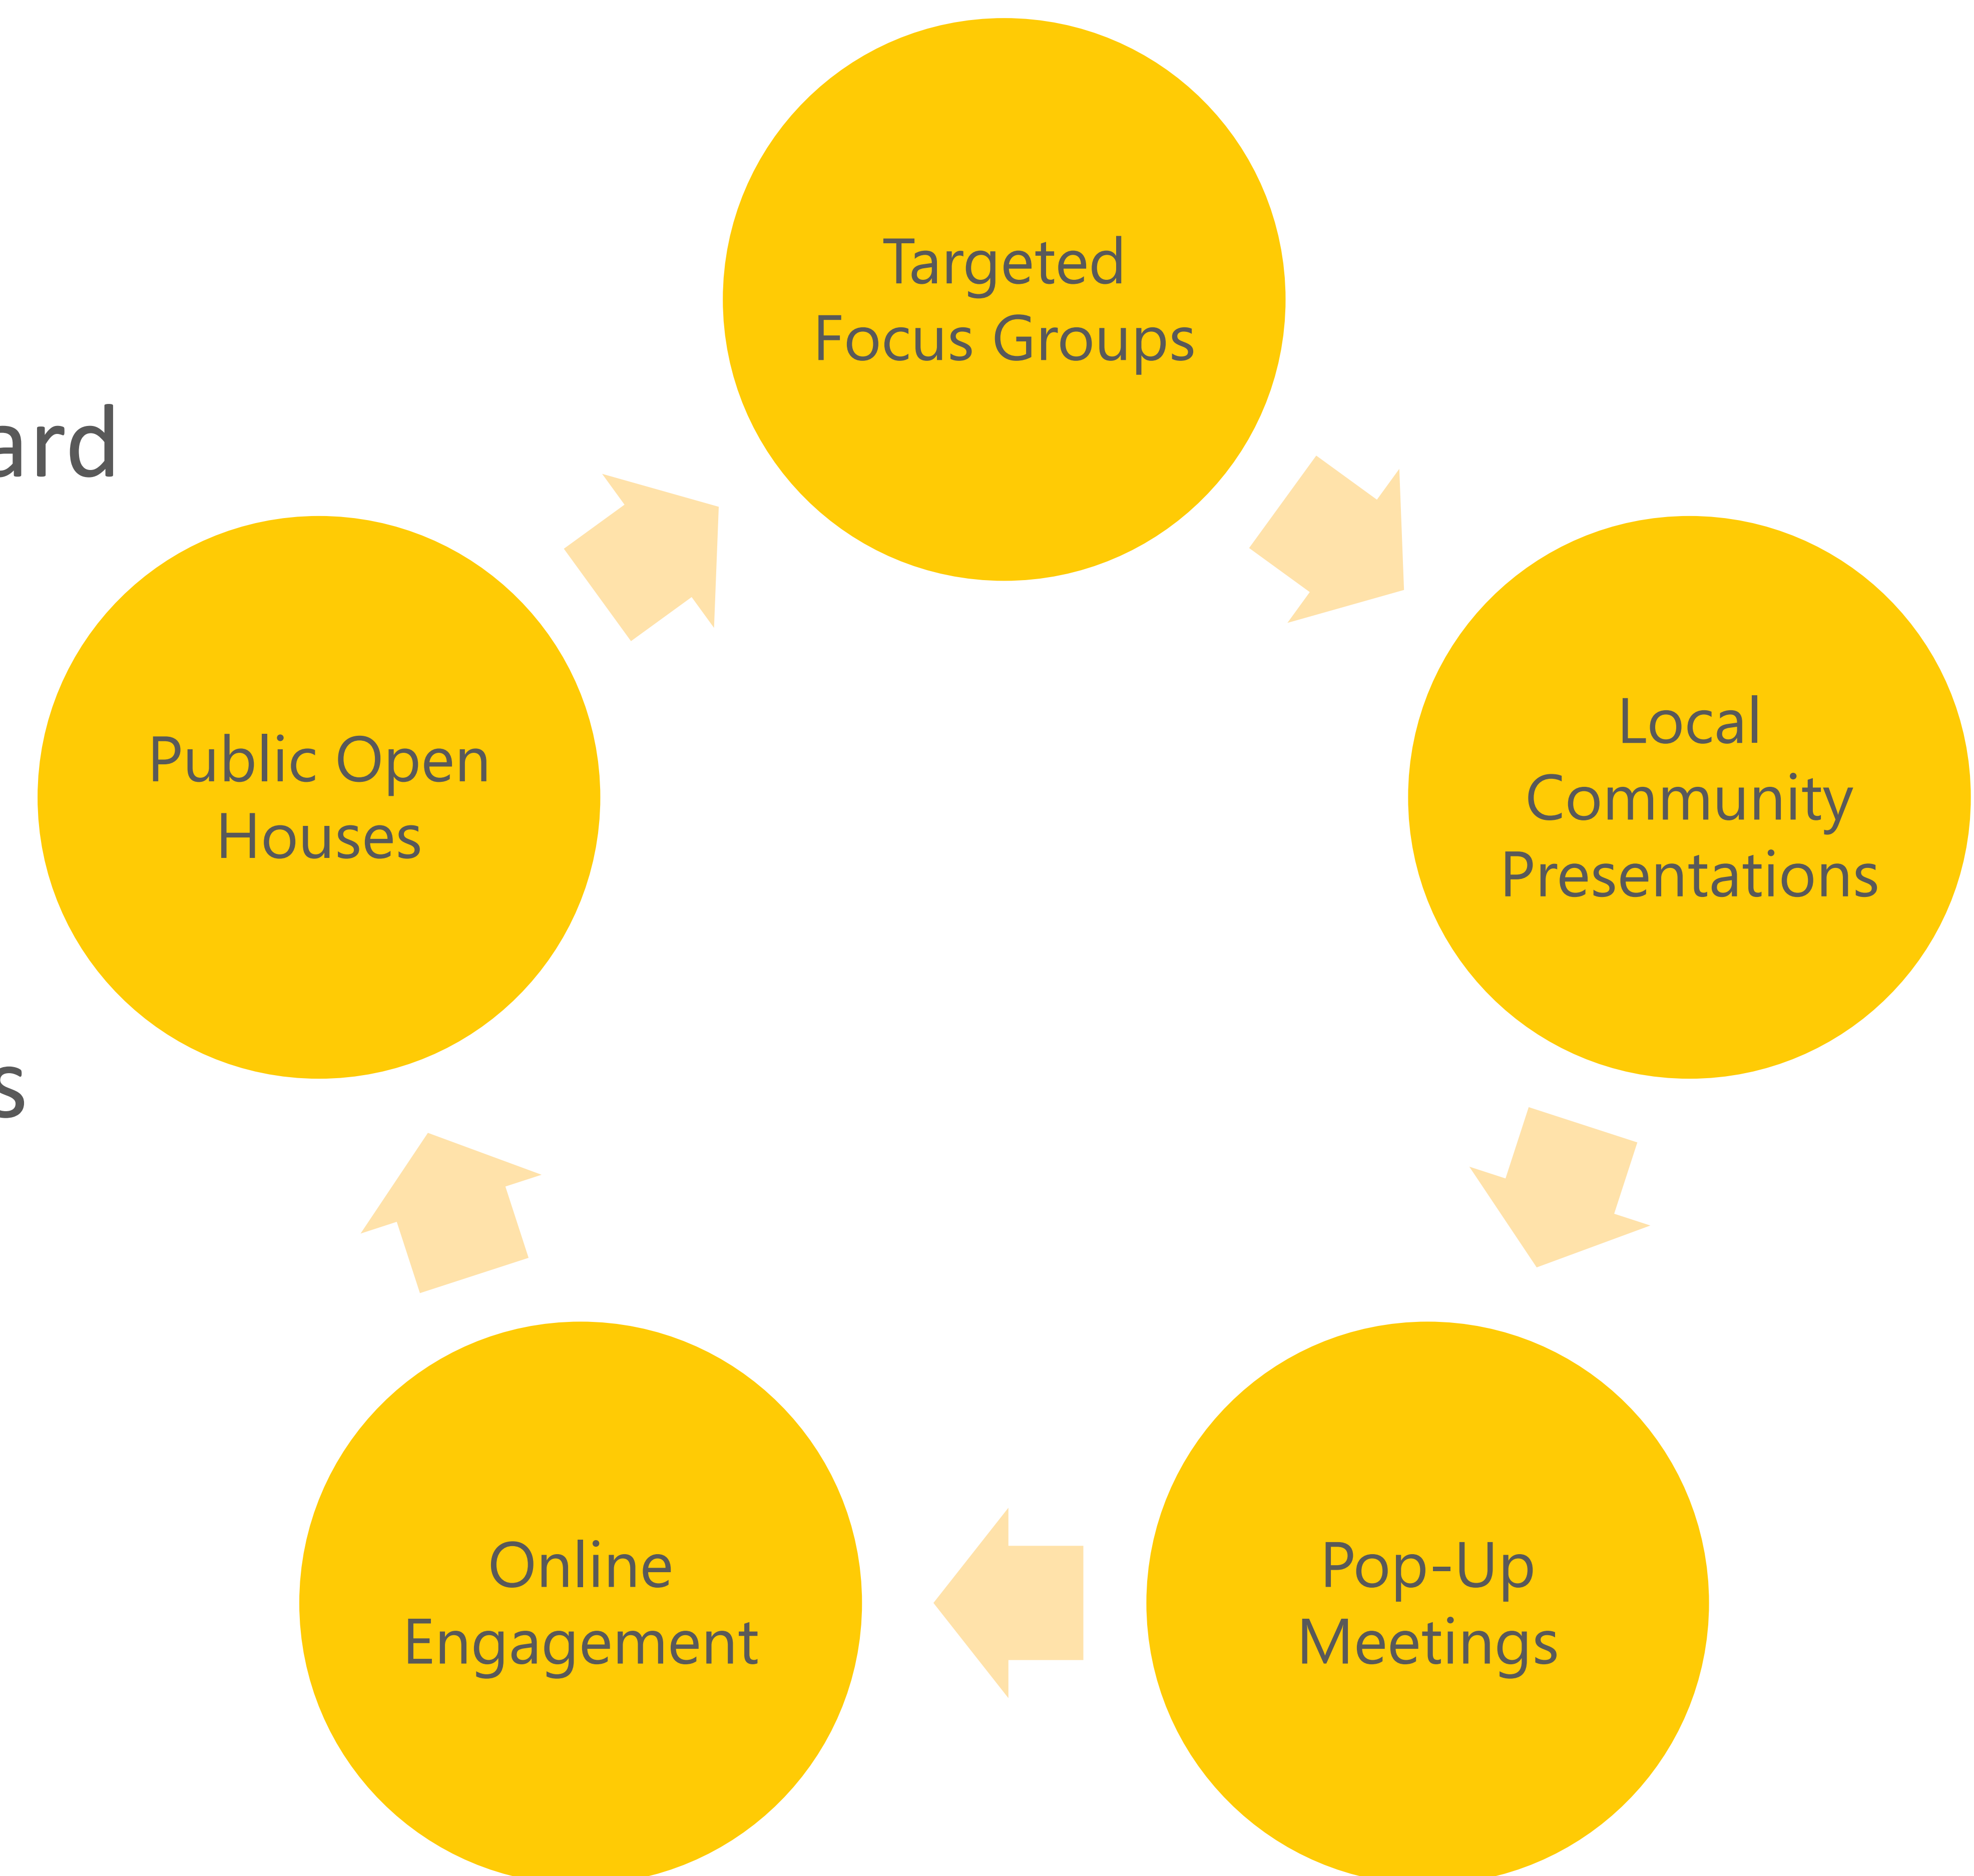 Targeted
Focus Groups
Local
Community
Presentations
Pop-Up
Meetings
Online
Engagement
Public Open
Houses